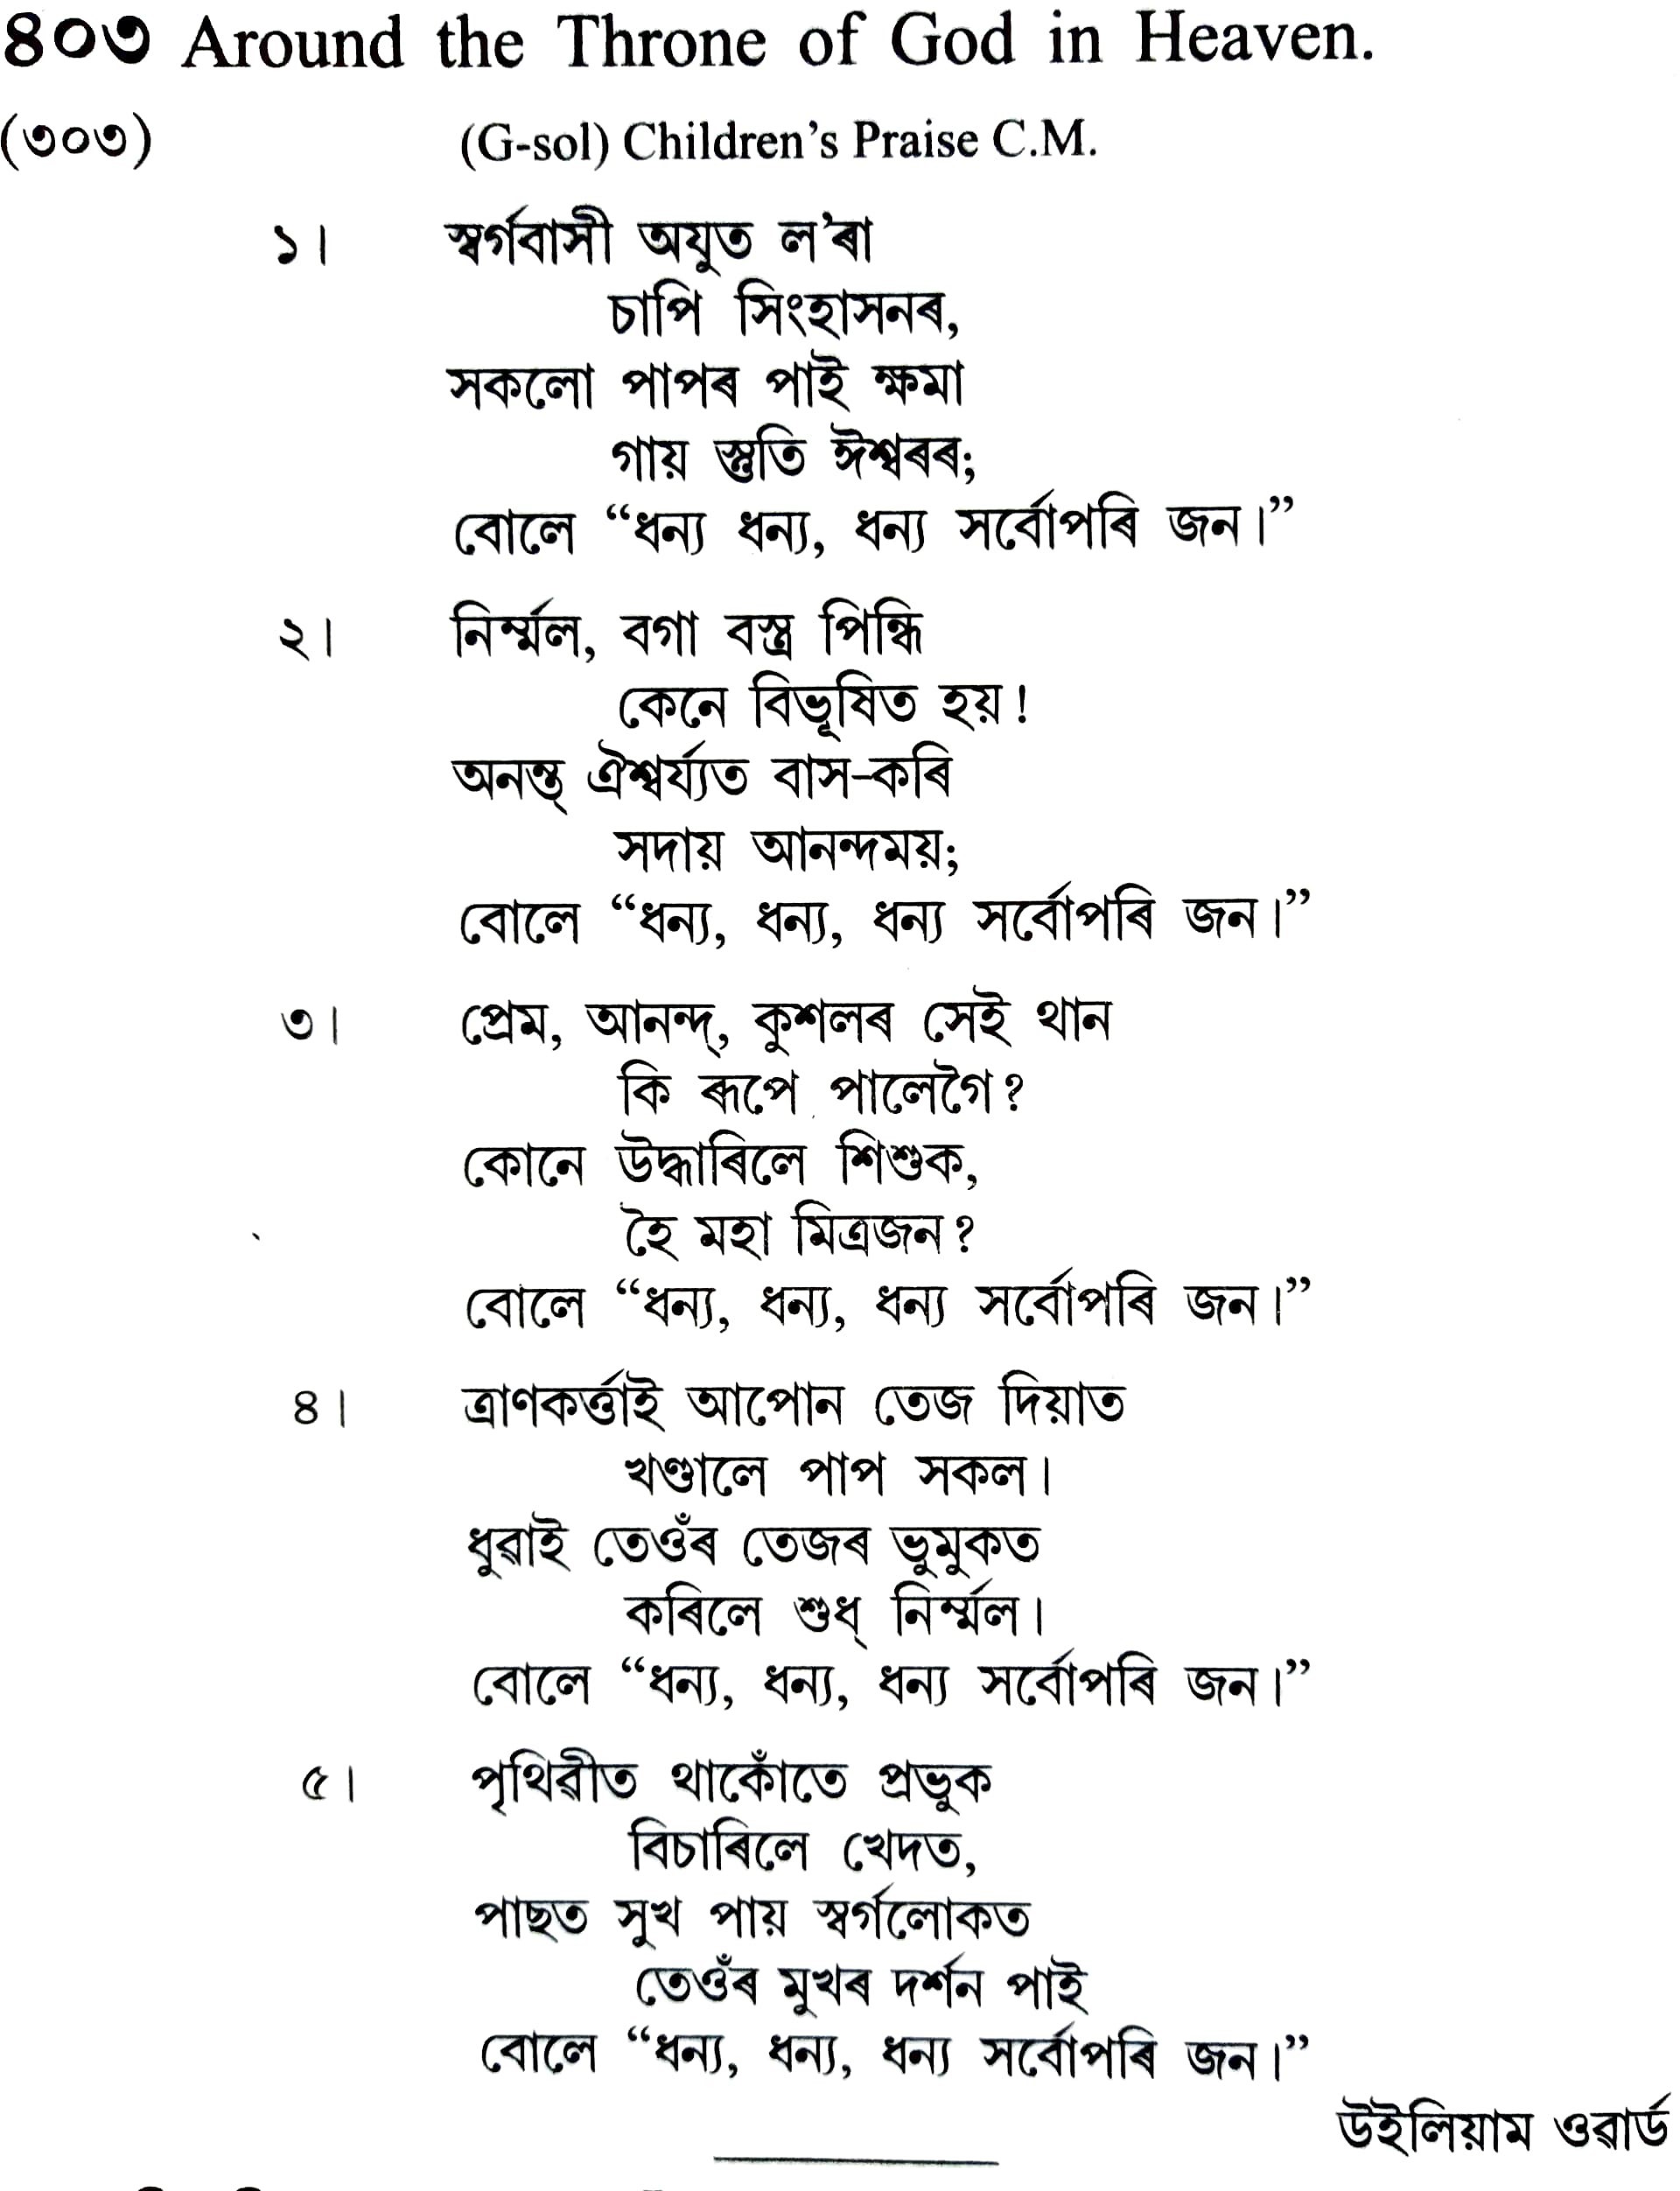 ৪০৩ Around the Throne of God in Heaven.
(৩০৩) (G-sol) Children's Praise C.M.
১। স্বৰ্গবাসী অযুত ল'ৰা
চাপি সিংহাসনৰ,
সকলো পাপৰ পাই ক্ষমা
গায় স্তুতি ঈশ্বৰৰ;
বোলে “ধন্য ধন্য, ধন্য সৰ্ব্বোপৰি জন।”
২। নিৰ্ম্মল, বগা বস্ত্ৰ পিন্ধি
কেনে বিভূষিত হয়!
অনন্ত্ ঐশ্বৰ্য্যত বাস-কৰি
সদায় আনন্দময়;
বোলে “ধন্য, ধন্য, ধন্য সৰ্ব্বোপৰি জন।”
৩। প্ৰেম, আনন্দ্, কুশলৰ সেই থান
কি ৰূপে পালেগৈ?
কোনে উদ্ধাৰিলে শিশুক,
হৈ মহা মিত্ৰজন?
বোলে “ধন্য, ধন্য, ধন্য সৰ্ব্বোপৰি জন।”
৪। ত্ৰাণকৰ্ত্তাই আপোন তেজ দিয়াত
খণ্ডালে পাপ সকল।
ধুৱাই তেওঁৰ তেজৰ ভুমুকত
কৰিলে শুধ্ নিৰ্ম্মল।
বোলে “ধন্য, ধন্য, ধন্য সৰ্ব্বোপৰি জন।”
৫। পৃথিৱীত থাকোঁতে প্ৰভুক
বিচাৰিলে খেদত,
পাছত সুখ পায় স্বৰ্গলোকত
তেওঁৰ মুখৰ দৰ্শন পাই
বোলে “ধন্য, ধন্য, ধন্য সৰ্ব্বোপৰি জন।”
উইলিয়াম ওৱাৰ্ড